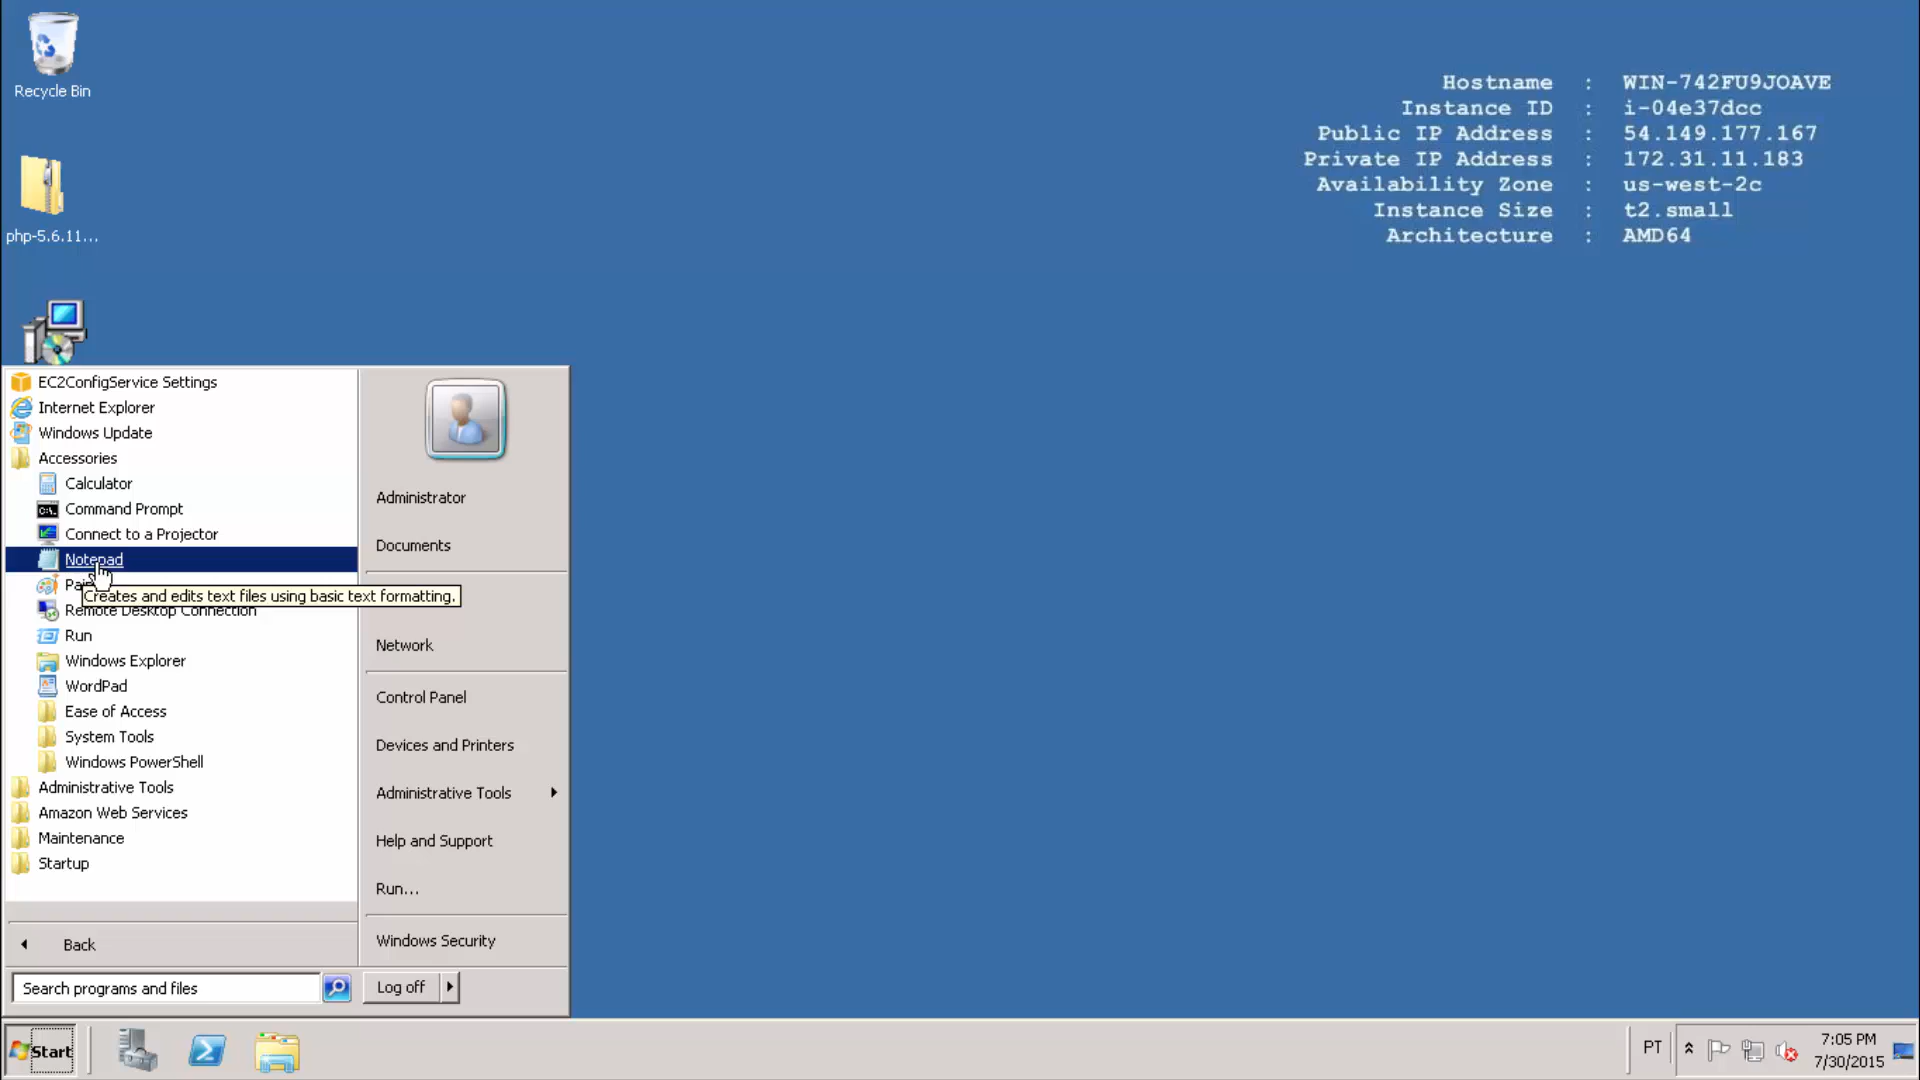 Recycle Bin
php-5.6.11...
Hostname : WIN-742FU9JOAVE
Instance ID : i-04e37dcc
Public IP Address : 54.149.177.167
Private IP Address : 172.31.11.183
Availability Zone : us-west-2c
Instance Size : t2.small
Architecture : AMD64
EC2ConfigService Settings
Internet Explorer
Windows Update
Accessories
Calculator
Command Prompt
Connect to a Projector
Notepad
Creates and edits text files using basic text formatting.
Remote Desktop Connection
Run
Windows Explorer
WordPad
Ease of Access
System Tools
Windows PowerShell
Administrative Tools
Amazon Web Services
Maintenance
Startup
Back
Search programs and files
Administrator
Documents
Network
Control Panel
Devices and Printers
Administrative Tools
Help and Support
Run...
Windows Security
Log off
Start
PT
7:05 PM
7/30/2015